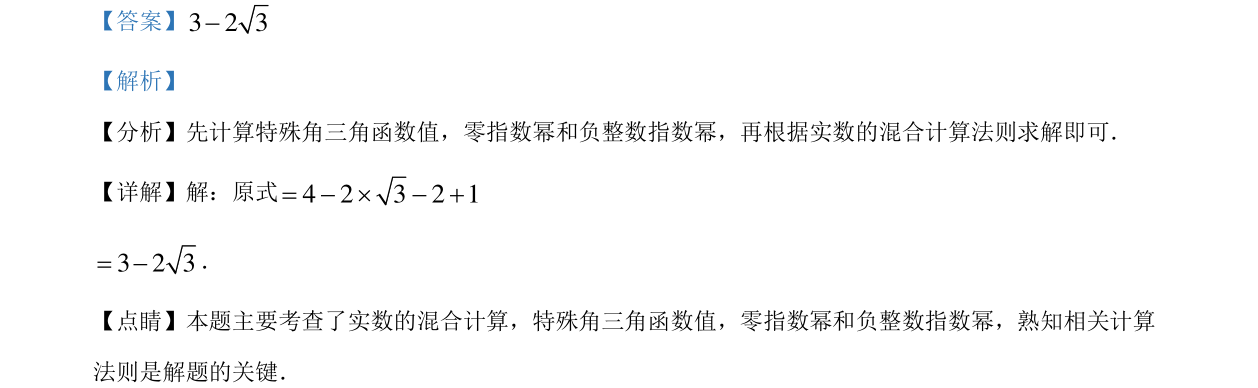 【答案】3−2√3
【解析】
【分析】先计算特殊角三角函数值，零指数幂和负整数指数幂，再根据实数的混合计算法则求解即可．
【详解】解：原式=4−2×√3−2+1
=3−2√3．
【点睛】本题主要考查了实数的混合计算，特殊角三角函数值，零指数幂和负整数指数幂，熟知相关计算
法则是解题的关键．